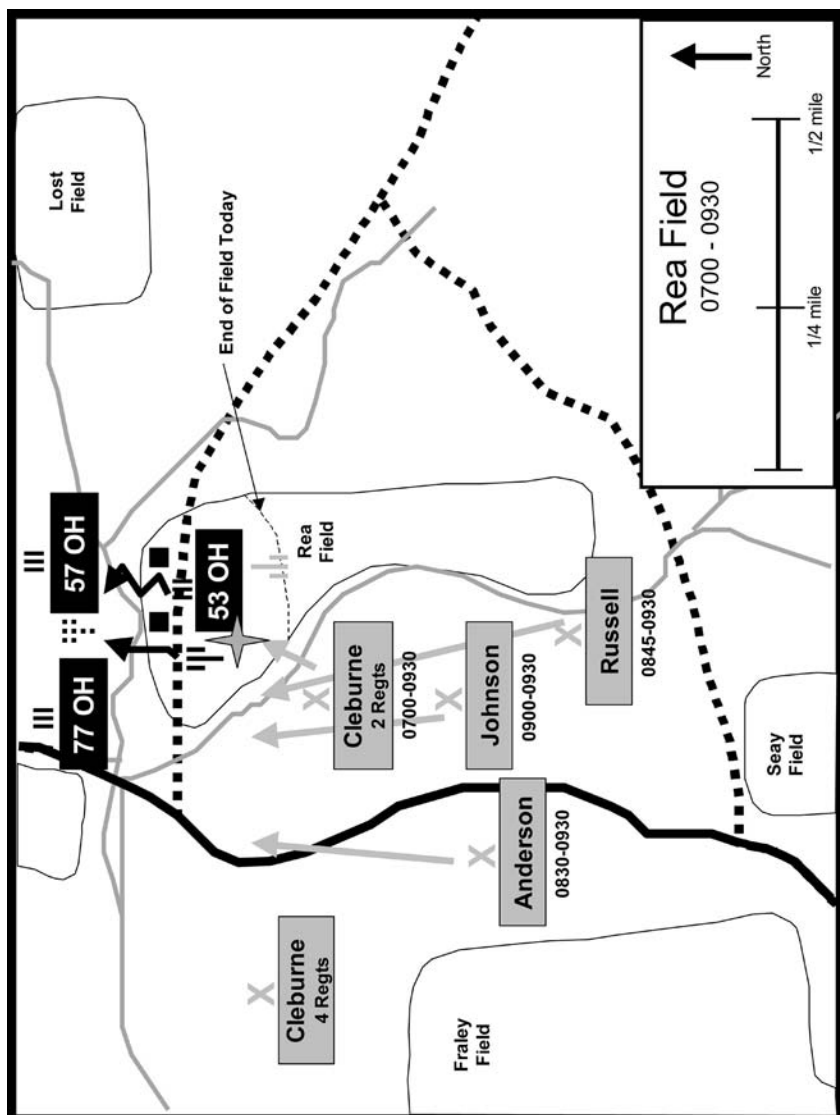 Lost
Field
57 OH
77 OH
53 OH
End of Field Today
Cleburne
4 Regts
Rea
Field
Cleburne
2 Regts
0700-0930
Fraley
Field
Johnson
0900-0930
Anderson
0830-0930
Russell
0845-0930
Seay
Field
Rea Field
0700 - 0930
North
1/4 mile
1/2 mile